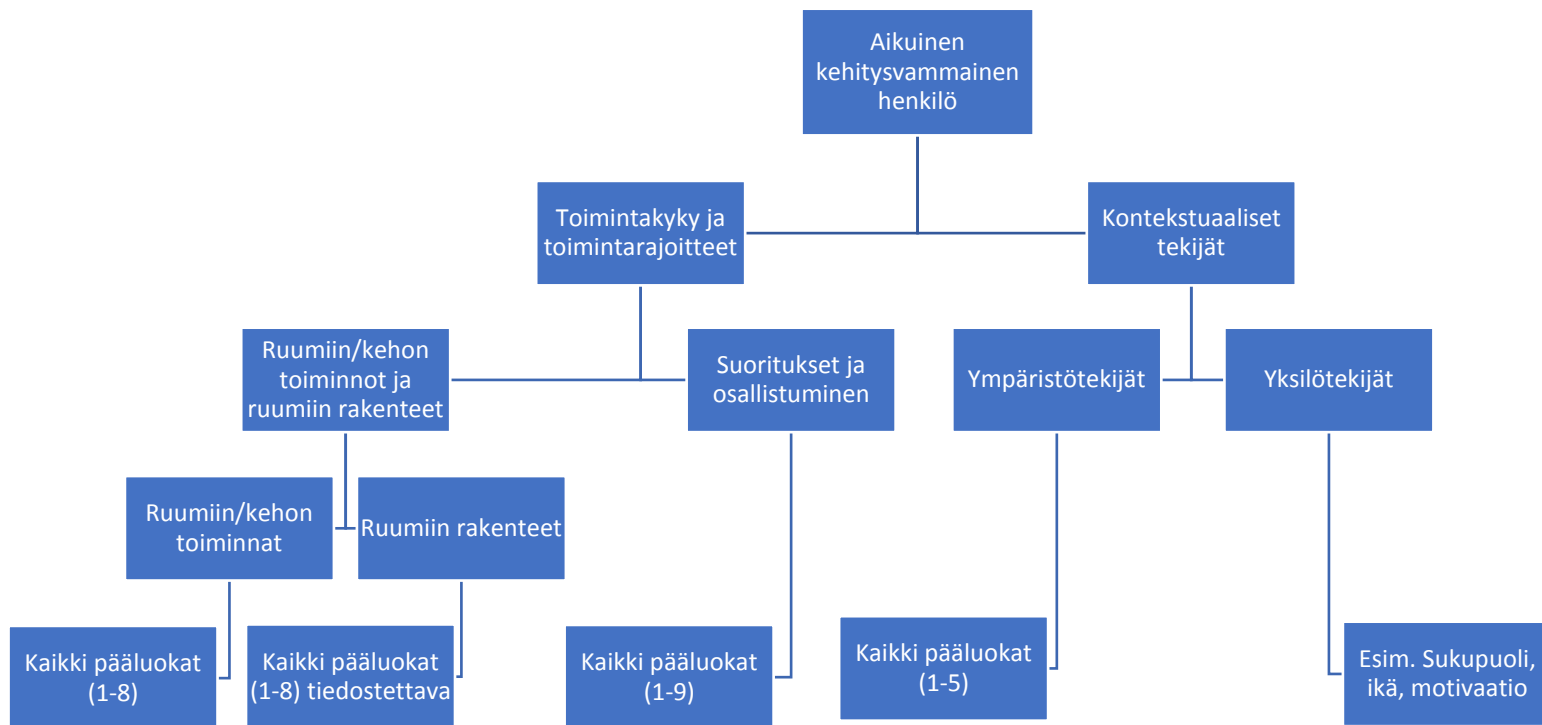 Aikuinen
kehitysvammainen
henkilö
Toimintakyky ja
toimintarajoitteet
Kontekstuaaliset
tekijät
Ruumiin/kehon
toiminnot ja
ruumiin rakenteet
Suoritukset ja
osallistuminen
Ympäristötekijät
Yksilötekijät
Ruumiin/kehon
toiminnat
Ruumiin rakenteet
Kaikki pääluokat
(1-8)
Kaikki pääluokat
(1-8) tiedostettava
Kaikki pääluokat
(1-9)
Kaikki pääluokat
(1-5)
Esim. Sukupuoli,
ikä, motivaatio